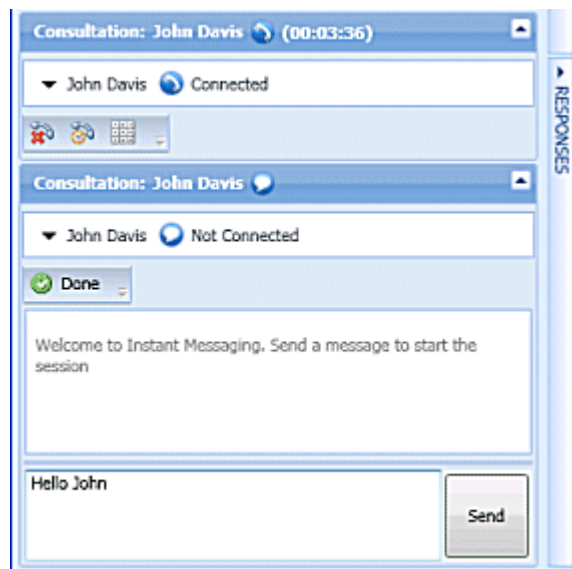 Consultation: John Davis (00:03:36)
John Davis Connected
RESPONSES
Consultation: John Davis
John Davis Not Connected
Done
Welcome to Instant Messaging. Send a message to start the
session
Hello John
Send